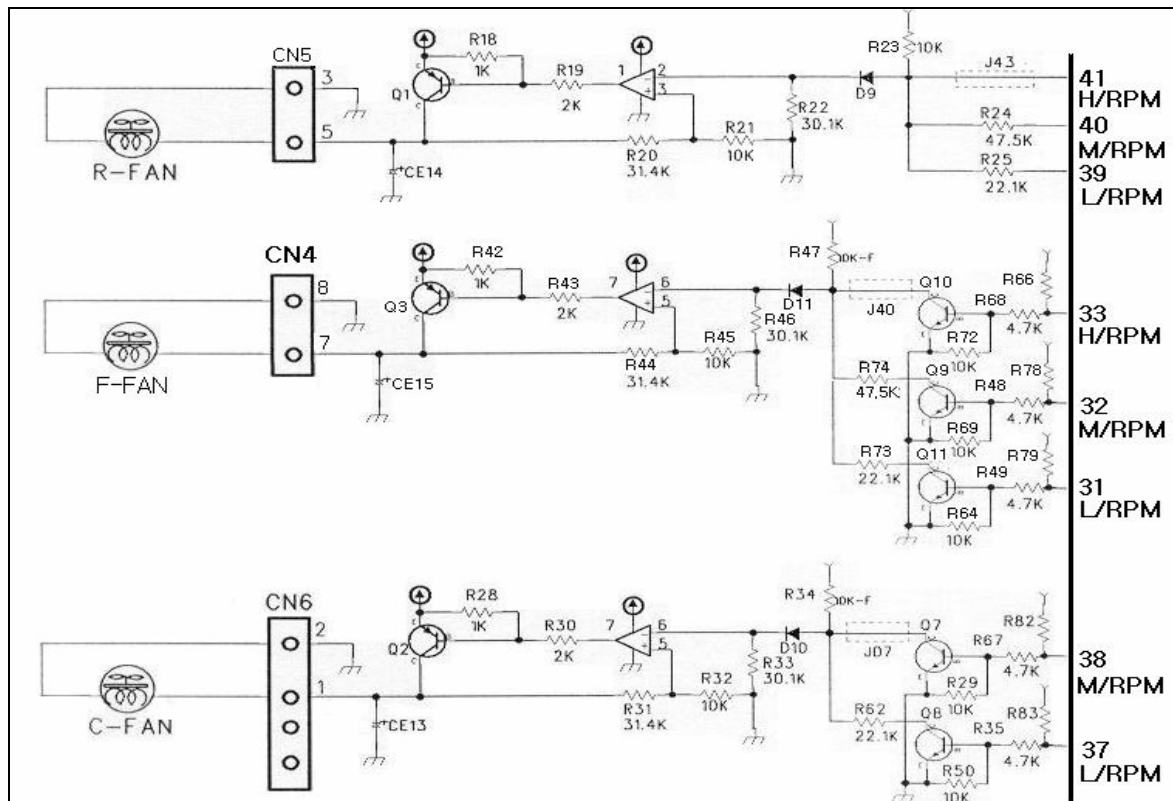 CN5
3
5
R-FAN
+CE14
Q1
E
C
B
R18
1K
R19
2K
1
2
3
-
+
R20
31.4K
R21
10K
R22
30.1K
D9
R23
10K
J43
R24
47.5K
R25
22.1K
41
H/RPM
40
M/RPM
39
L/RPM
CN4
8
7
F-FAN
+CE15
Q3
E
C
B
R42
1K
R43
2K
7
6
5
-
+
R44
31.4K
R45
10K
R46
30.1K
D11
R47
10K-F
J40
Q10
R68
4.7K
R66
R72
10K
33
H/RPM
R74
47.5K
Q9
R48
4.7K
R78
R69
10K
32
M/RPM
R73
22.1K
Q11
R49
4.7K
R79
R64
10K
31
L/RPM
CN6
2
1
C-FAN
+CE13
Q2
E
C
B
R28
1K
R30
2K
7
6
5
-
+
R31
31.4K
R32
10K
R33
30.1K
D10
R34
10K-F
J07
Q7
R67
4.7K
R82
R29
10K
38
M/RPM
R62
22.1K
Q8
R35
4.7K
R83
R50
10K
37
L/RPM